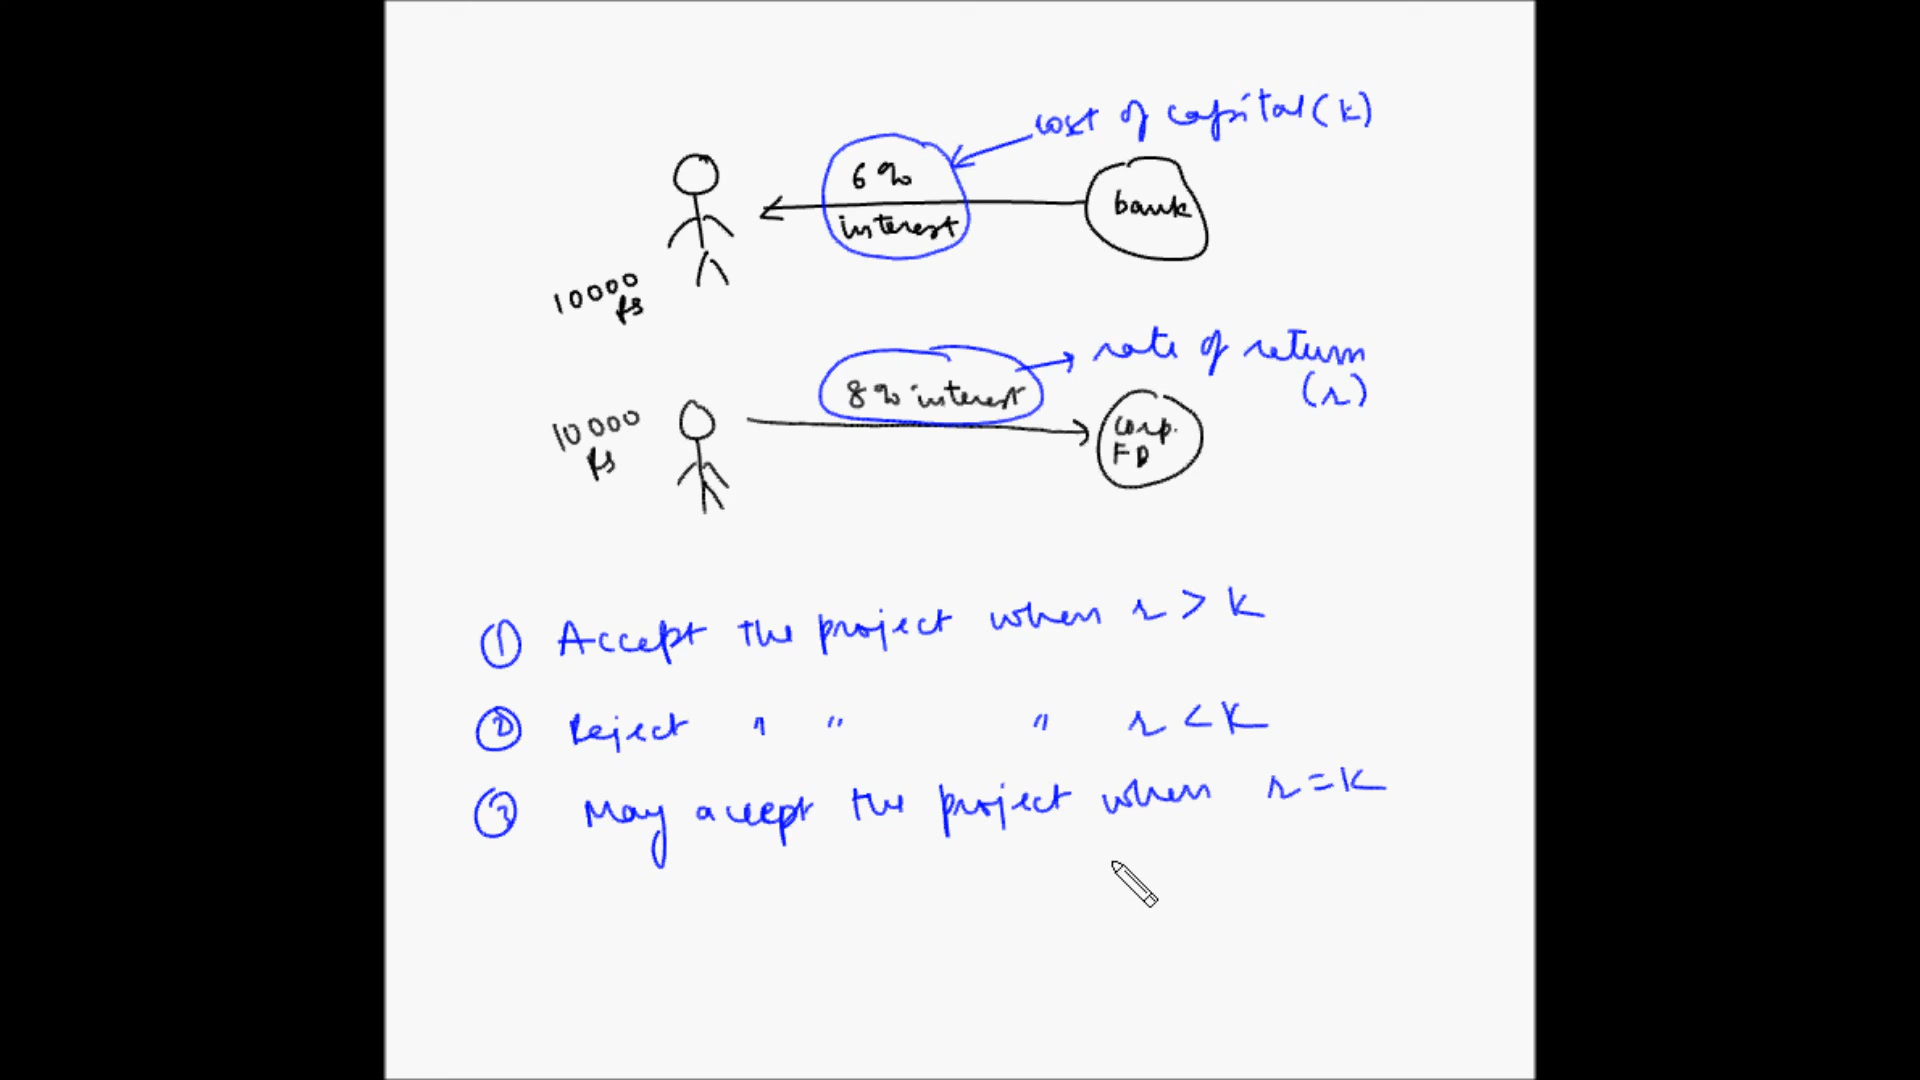 cost of capital (k)
6%
interest
bank
10000
Rs
rate of return
(r)
8% interest
10000
Rs
corp.
FD
① Accept the project when r > k
② Reject " " " r < k
③ May accept the project when r = k